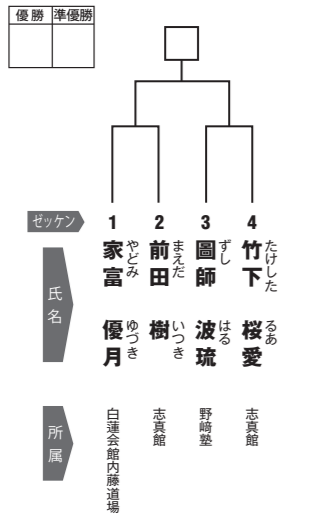 優勝 準優勝
ゼッケン 1 2 3 4
氏名
家富 優月
やどみ ゆづき
前田 樹
まえだ いつき
圖師 波琉
ずし はる
竹下 桜愛
たけした るあ
所属
白蓮会館内藤道場
志真館
野﨑塾
志真館